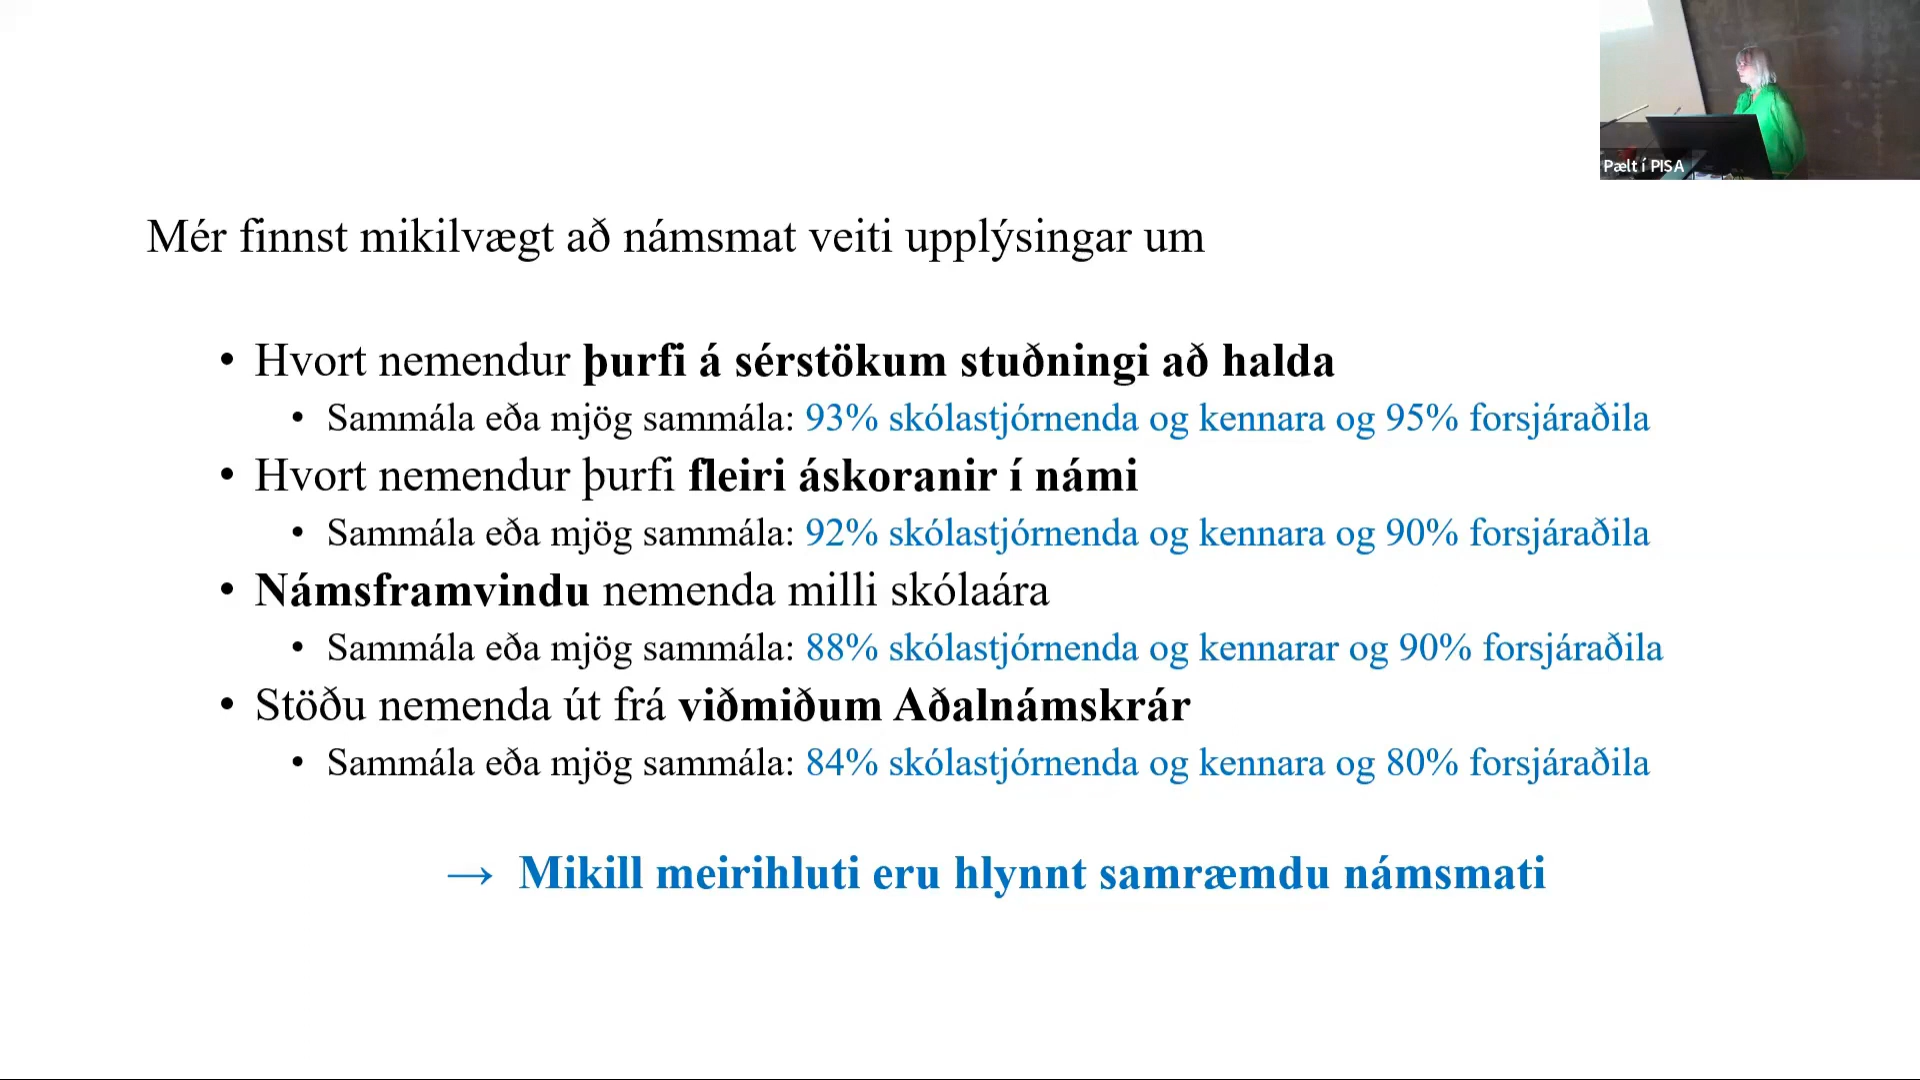 Pælt í PISA
Mér finnst mikilvægt að námsmat veiti upplýsingar um
• Hvort nemendur þurfi á sérstökum stuðningi að halda
• Sammála eða mjög sammála: 93% skólastjórnenda og kennara og 95% forsjáraðila
• Hvort nemendur þurfi fleiri áskoranir í námi
• Sammála eða mjög sammála: 92% skólastjórnenda og kennara og 90% forsjáraðila
• Námsframvindu nemenda milli skólaára
• Sammála eða mjög sammála: 88% skólastjórnenda og kennarar og 90% forsjáraðila
• Stöðu nemenda út frá viðmiðum Aðalnámskrár
• Sammála eða mjög sammála: 84% skólastjórnenda og kennara og 80% forsjáraðila
→ Mikill meirihluti eru hlynnt samræmdu námsmati